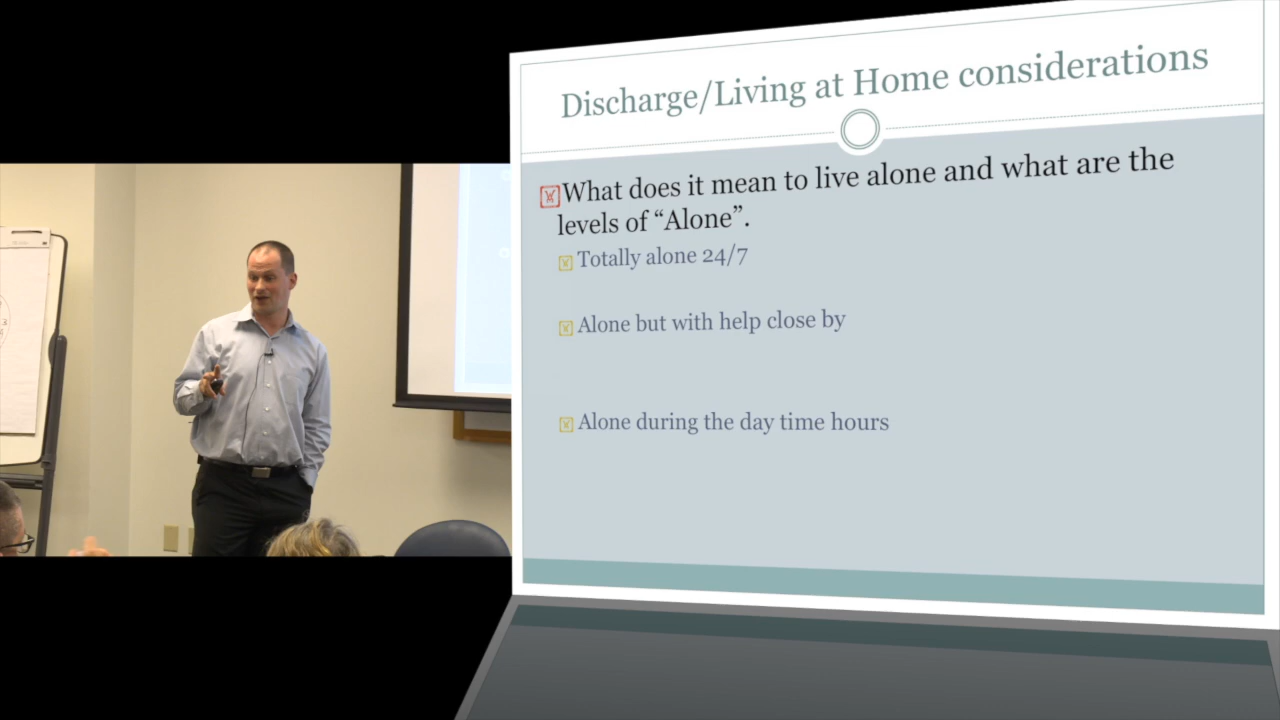 Discharge/Living at Home considerations
What does it mean to live alone and what are the
levels of “Alone”.
Totally alone 24/7
Alone but with help close by
Alone during the day time hours